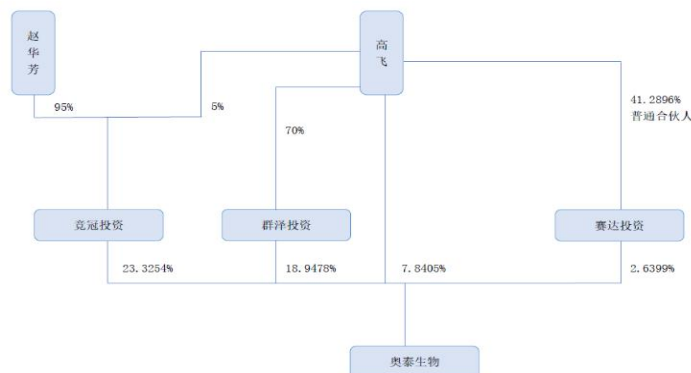 赵
华
芳
高
飞
95%
5%
70%
41.2896%
普通合伙人
竞冠投资
群泽投资
赛达投资
23.3254%
18.9478%
7.8405%
2.6399%
奥泰生物